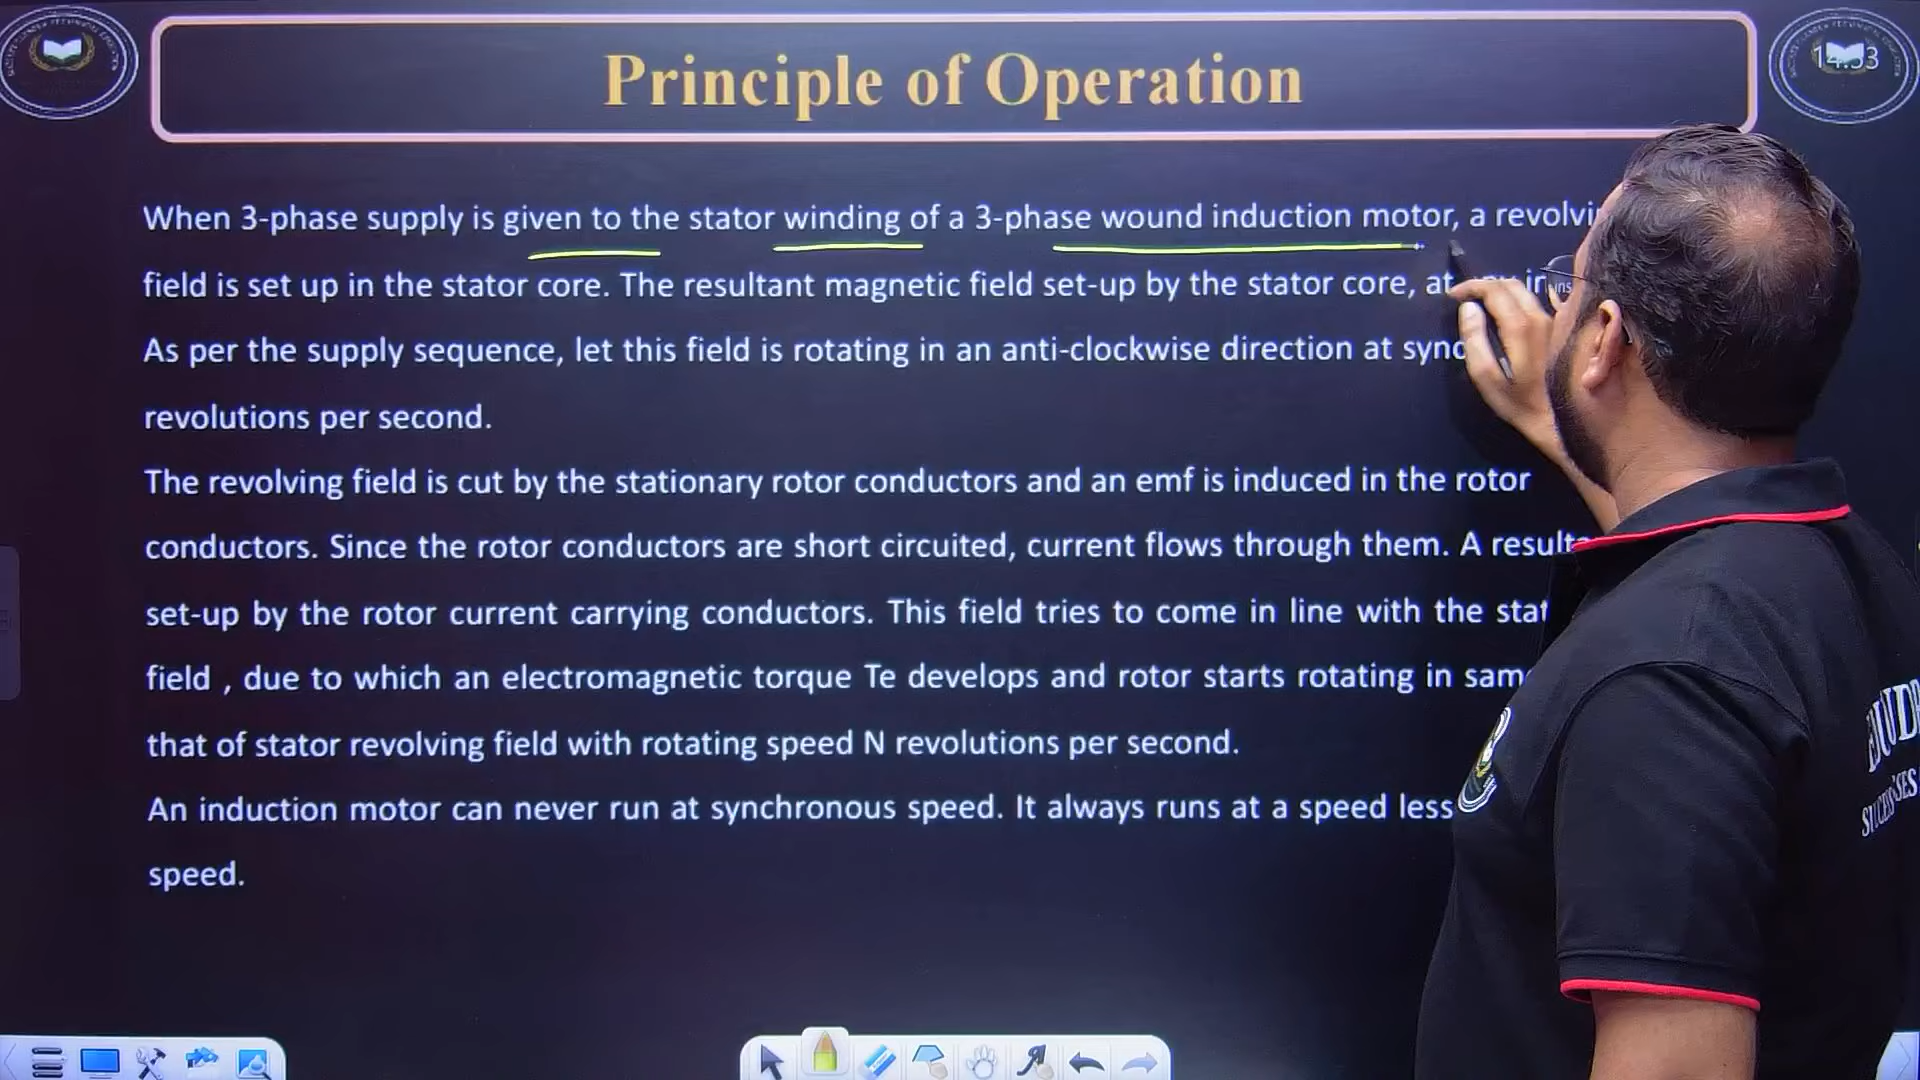 Principle of Operation
When 3-phase supply is given to the stator winding of a 3-phase wound induction motor, a
field is set up in the stator core. The resultant magnetic field set-up by the stator core, at
As per the supply sequence, let this field is rotating in an anti-clockwise direction at
revolutions per second.
The revolving field is cut by the stationary rotor conductors and an emf is induced in the rotor
conductors. Since the rotor conductors are short circuited, current flows through them. A
set-up by the rotor current carrying conductors. This field tries to come in line with the
field , due to which an electromagnetic torque Te develops and rotor starts rotating in
that of stator revolving field with rotating speed N revolutions per second.
An induction motor can never run at synchronous speed. It always runs at a speed less
speed.